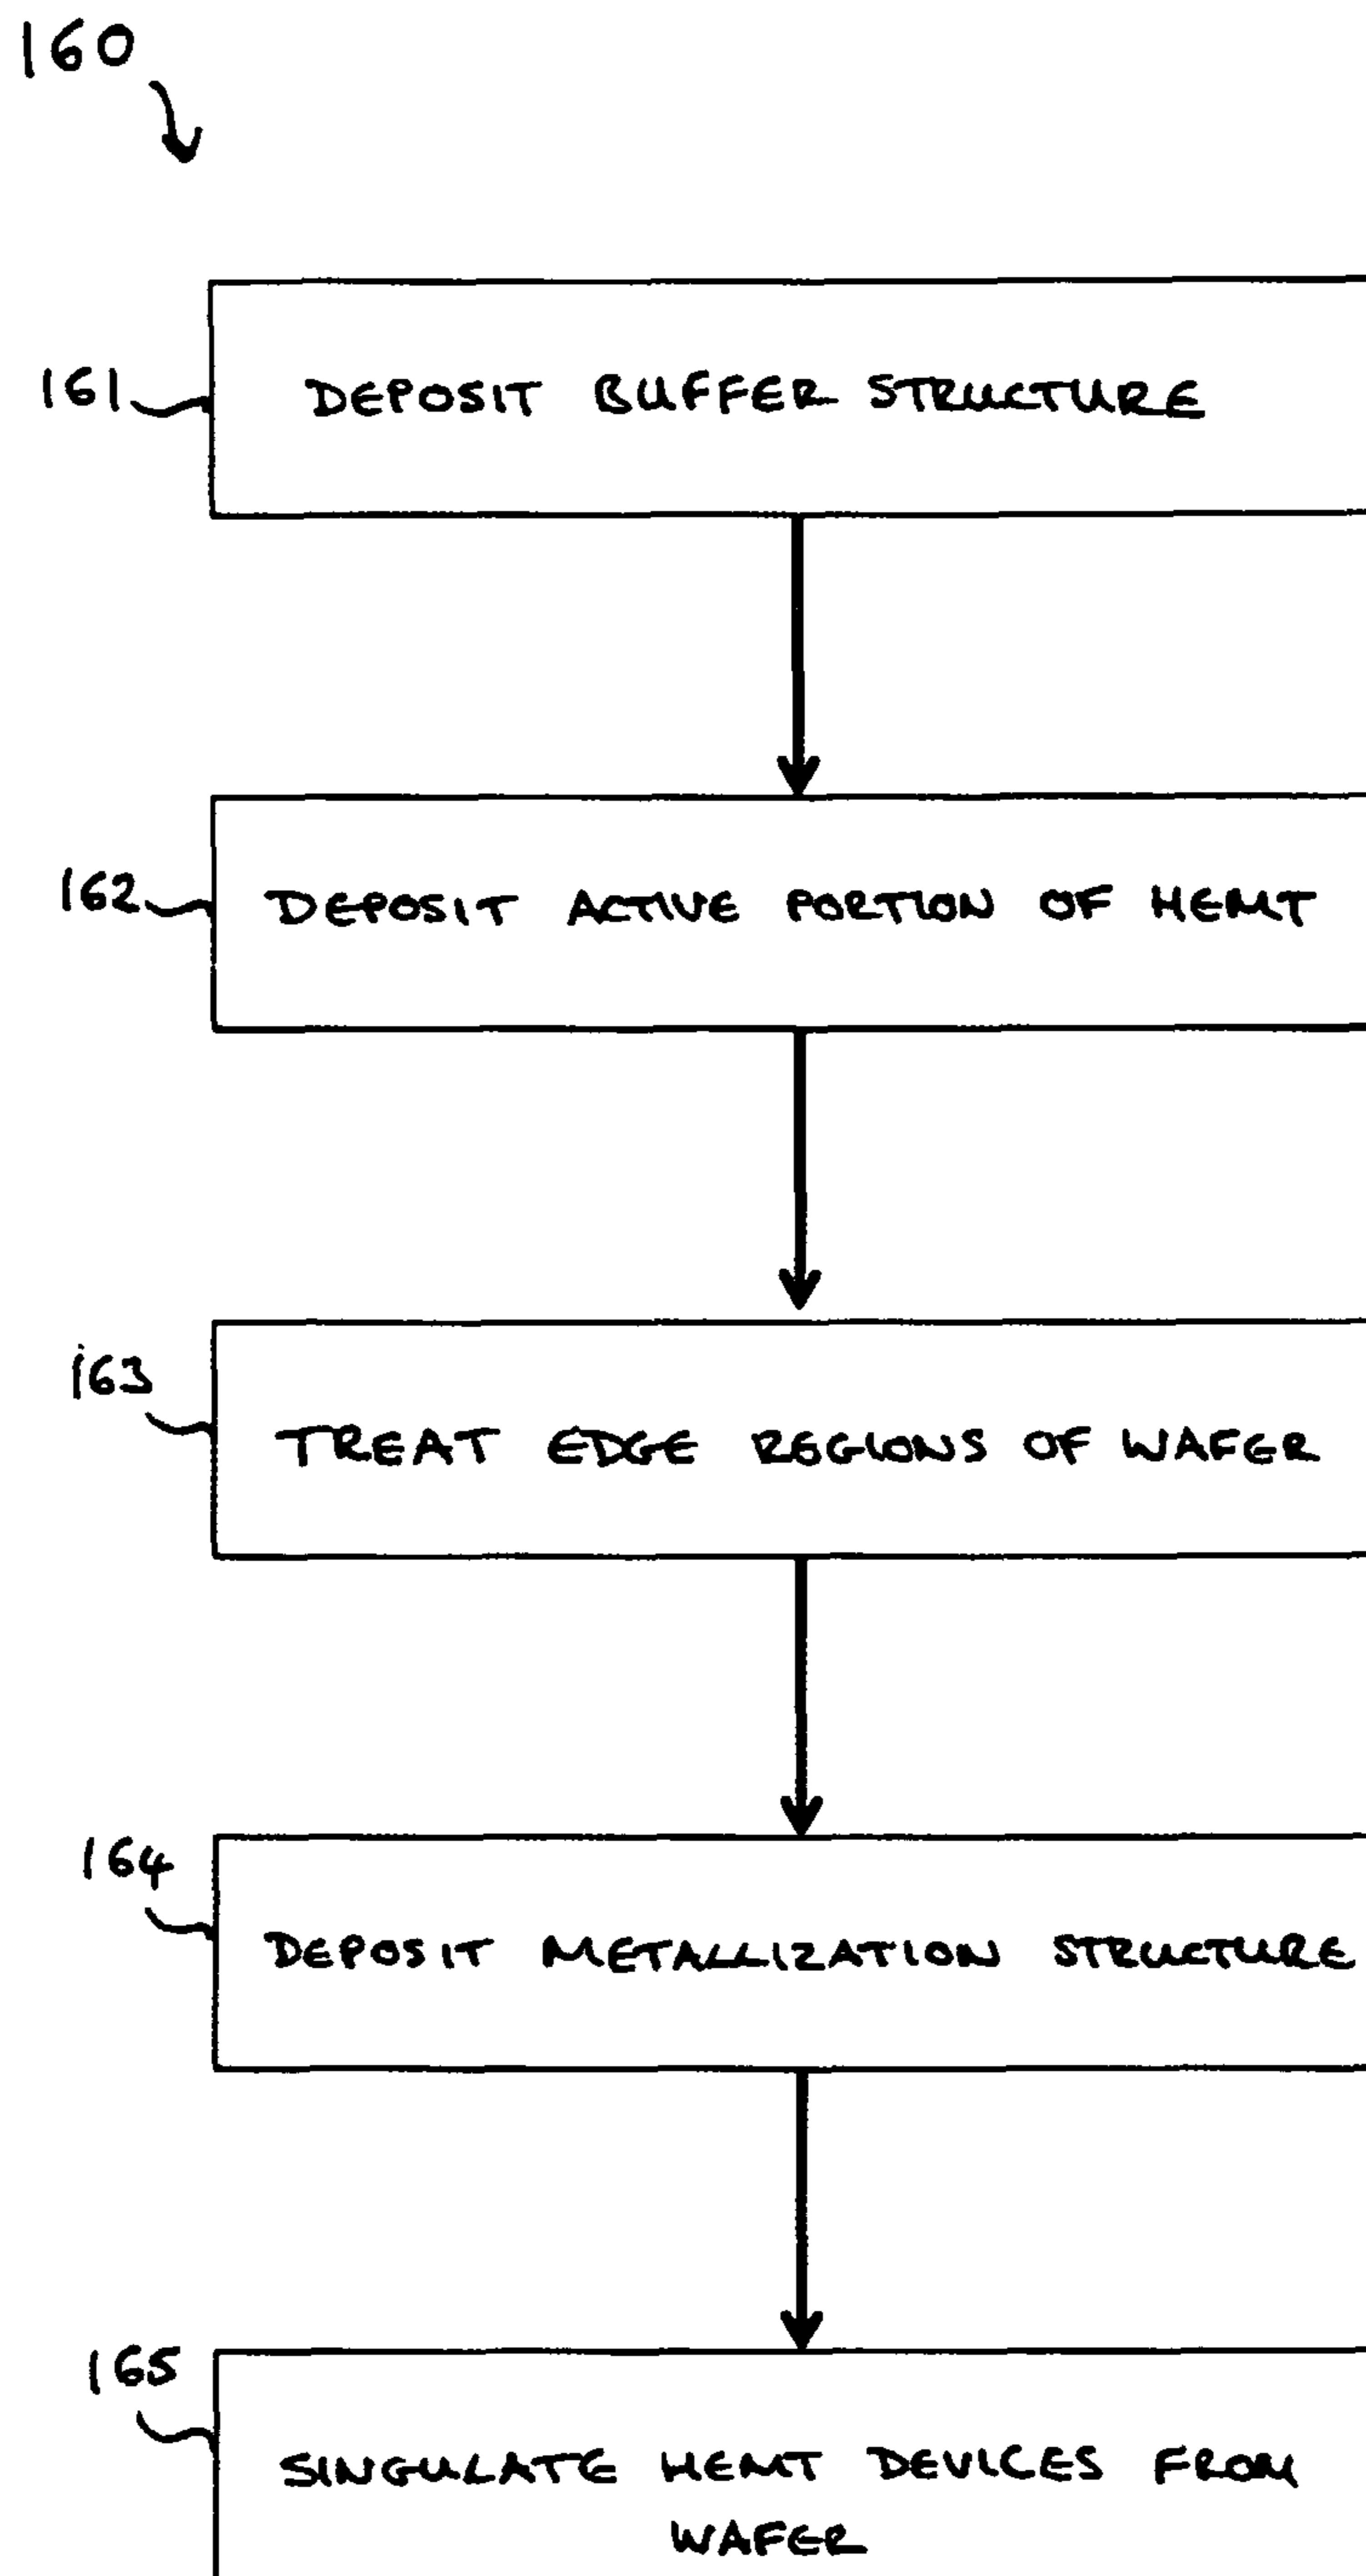 160
161
DEPOSIT BUFFER STRUCTURE
162
DEPOSIT ACTIVE PORTION OF HEMT
163
TREAT EDGE REGIONS OF WAFER
164
DEPOSIT METALLIZATION STRUCTURE
165
SINGULATE HEMT DEVICES FROM
WAFER